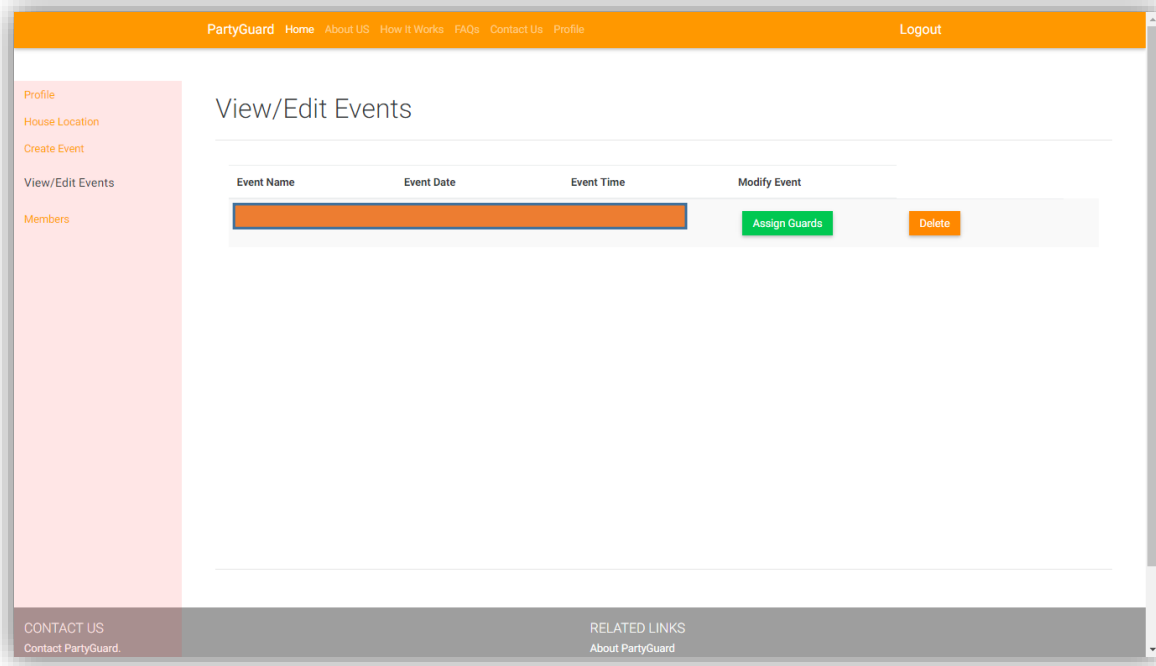 PartyGuard Home About US How It Works FAQs Contact Us Profile Logout
Profile
House Location
Create Event
View/Edit Events
Members
View/Edit Events
Event Name Event Date Event Time Modify Event
Assign Guards Delete
CONTACT US
Contact PartyGuard.
RELATED LINKS
About PartyGuard